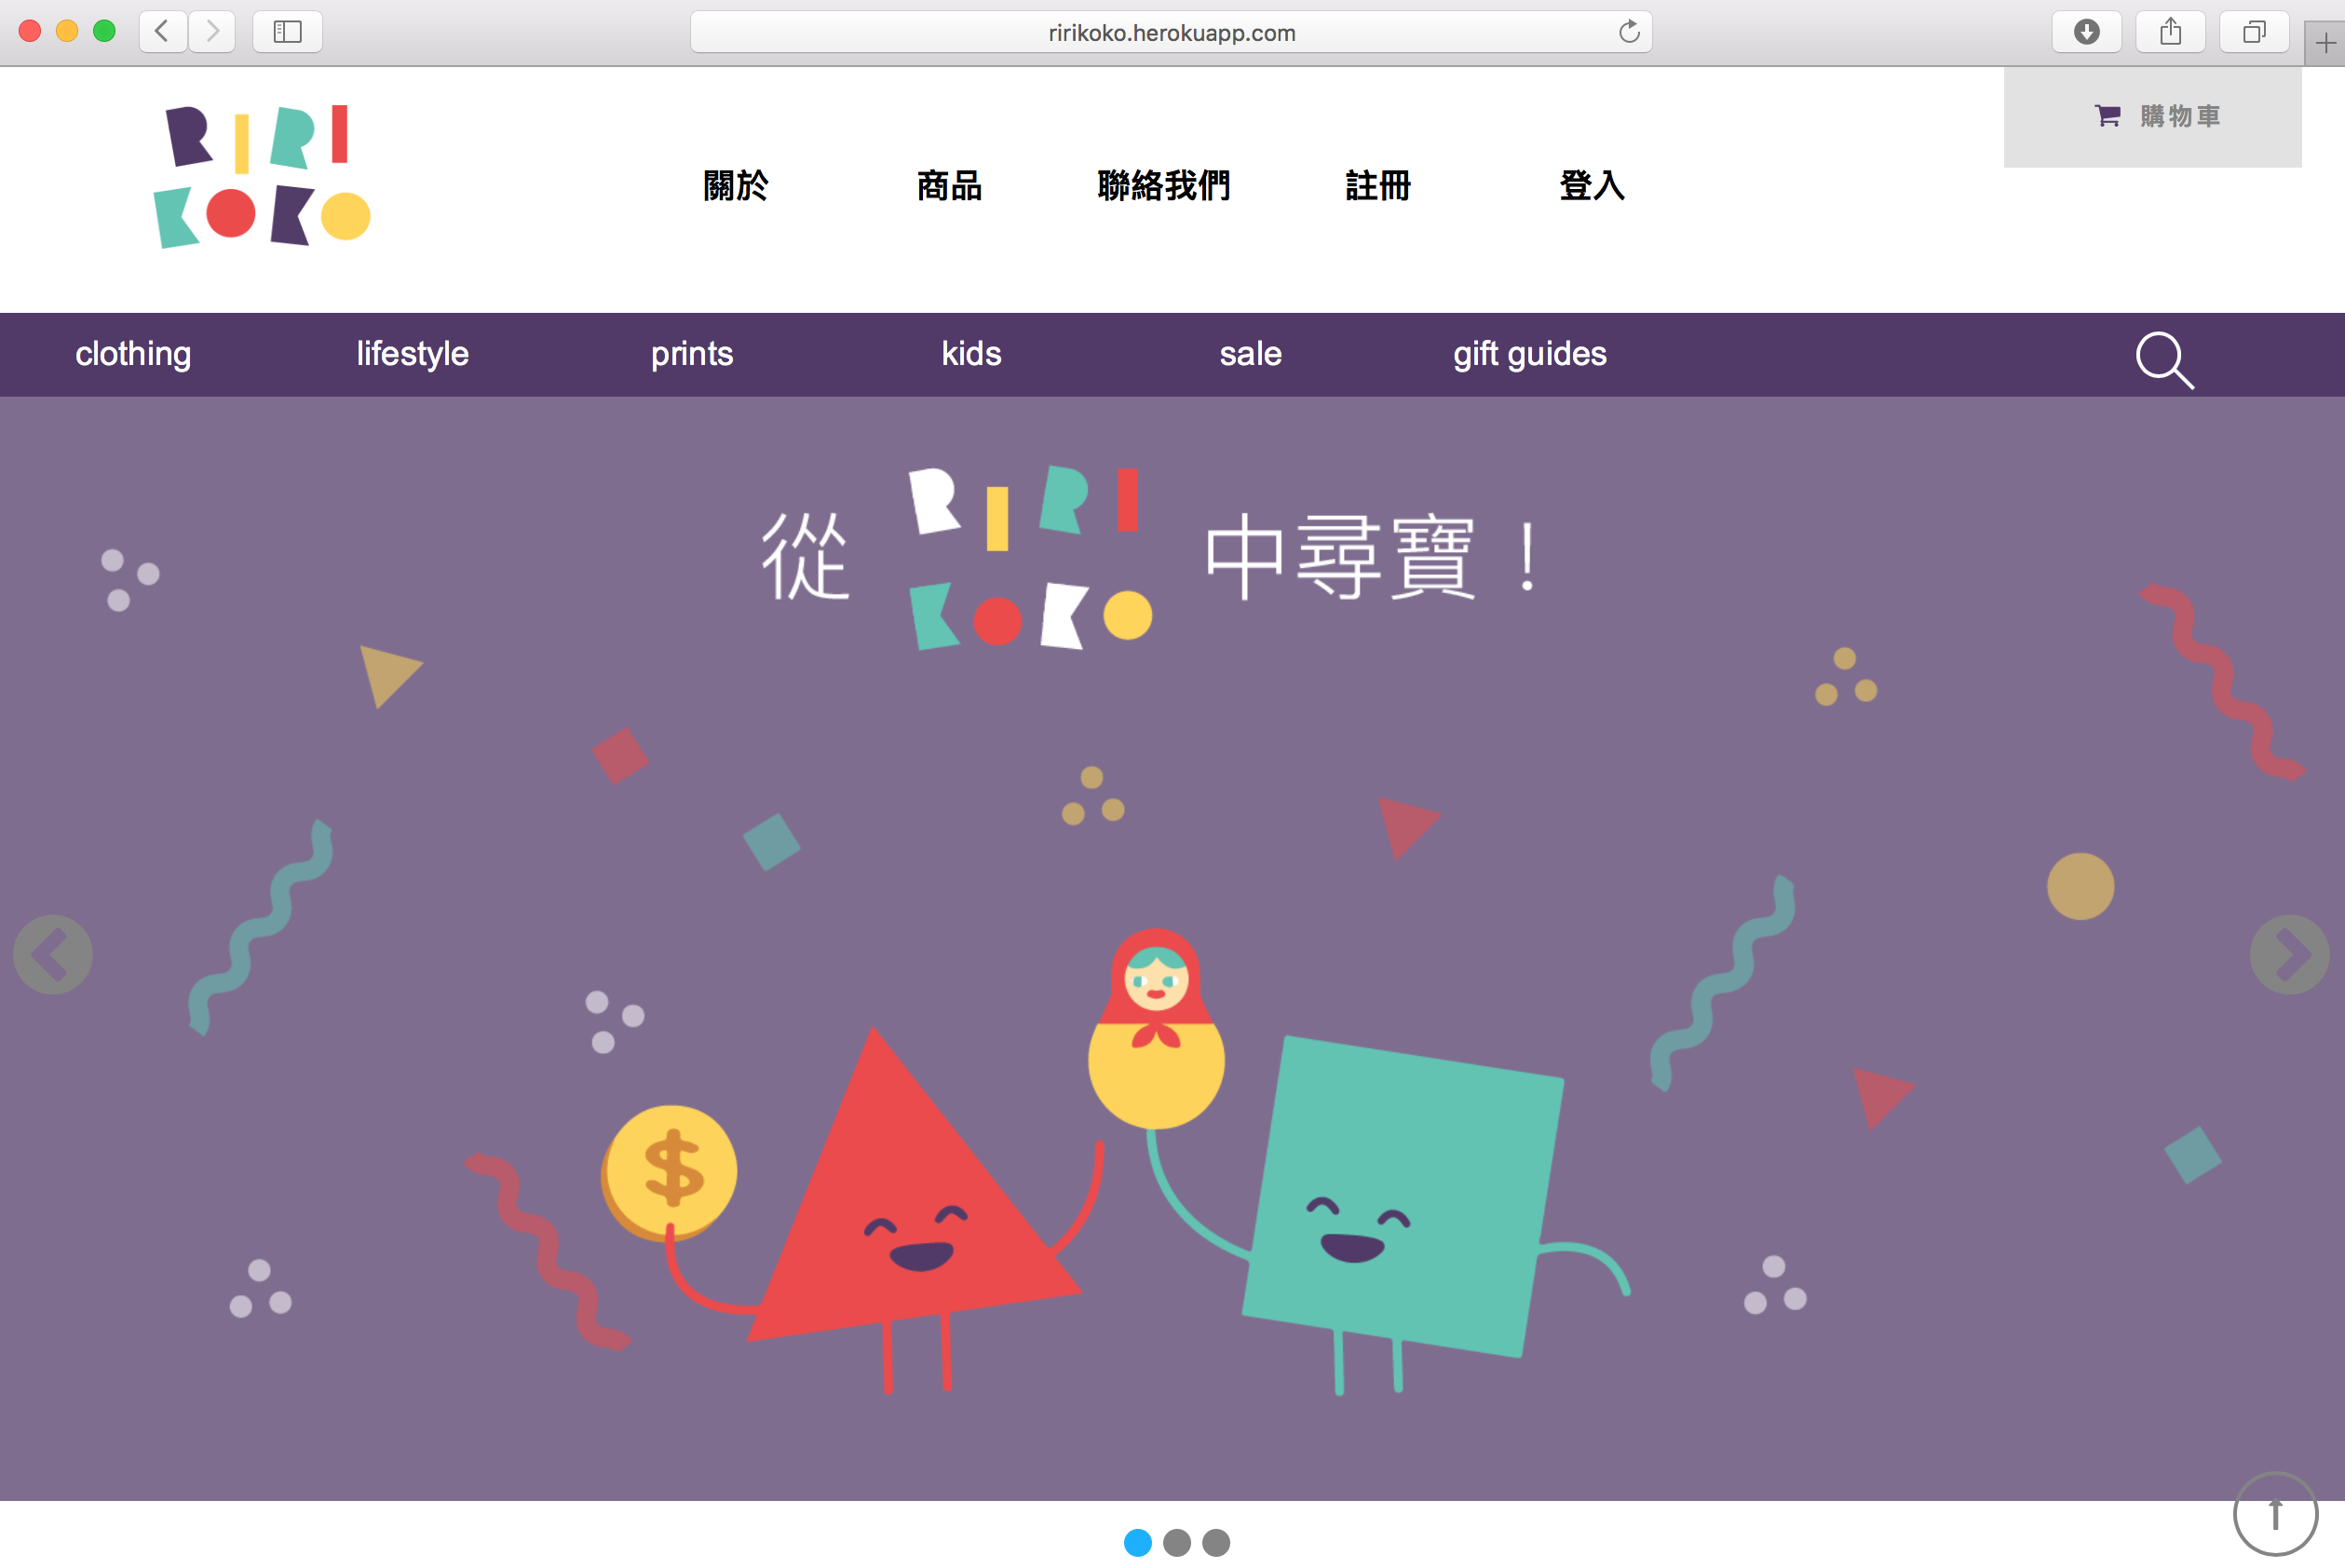 ririkoko.herokuapp.com
購物車
RIRI
KOKO
關於 商品 聯絡我們 註冊 登入
clothing lifestyle prints kids sale gift guides
從 RIRI KOKO 中尋寶！
$